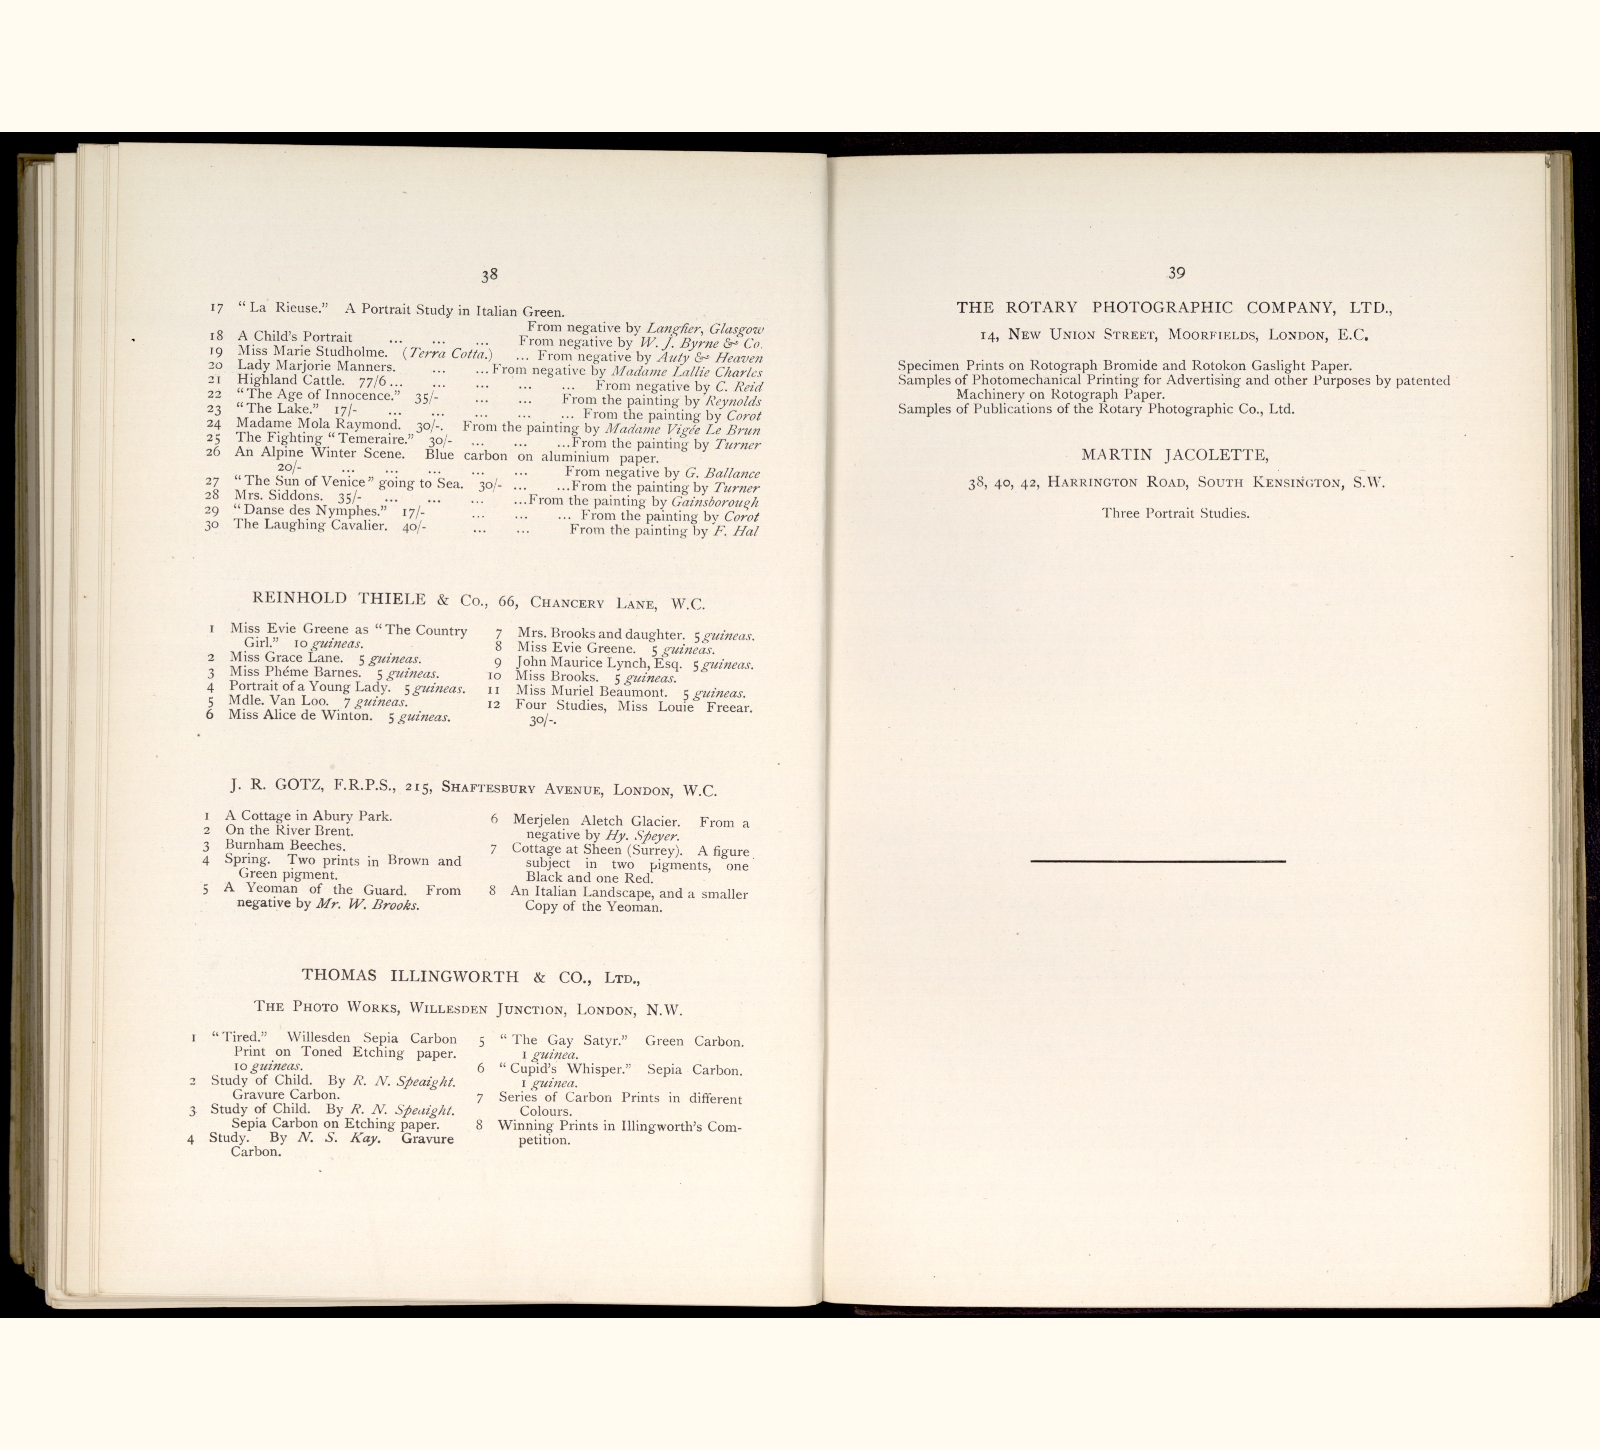 38
17 “La Rieuse.” A Portrait Study in Italian Green.
From negative by Langfier, Glasgow
18 A Child's Portrait ... ... ... From negative by W. J. Byrne & Co.
19 Miss Marie Studholme. (Terra Cotta.) ... From negative by Auty & Heaven
20 Lady Marjorie Manners. ... ... From negative by Madame Lallie Charles
21 Highland Cattle. 77/6 ... ... ... ... ... From negative by C. Reid
22 “The Age of Innocence.” 35/- ... ... From the painting by Reynolds
23 “The Lake.” 17/- ... ... ... ... ... From the painting by Corot
24 Madame Mola Raymond. 30/-. From the painting by Madame Vigée Le Brun
25 The Fighting “Temeraire.” 30/- ... ... ...From the painting by Turner
26 An Alpine Winter Scene. Blue carbon on aluminium paper.
20/- ... ... ... ... ... From negative by G. Ballance
27 “The Sun of Venice” going to Sea. 30/- ... ...From the painting by Turner
28 Mrs. Siddons. 35/- ... ... ... ...From the painting by Gainsborough
29 “Danse des Nymphes.” 17/- ... ... ... From the painting by Corot
30 The Laughing Cavalier. 40/- ... ... From the painting by F. Hal
REINHOLD THIELE & Co., 66, Chancery Lane, W.C.
1 Miss Evie Greene as “The Country
Girl.” 10 guineas.
2 Miss Grace Lane. 5 guineas.
3 Miss Phéme Barnes. 5 guineas.
4 Portrait of a Young Lady. 5 guineas.
5 Mdle. Van Loo. 7 guineas.
6 Miss Alice de Winton. 5 guineas.
7 Mrs. Brooks and daughter. 5 guineas.
8 Miss Evie Greene. 5 guineas.
9 John Maurice Lynch, Esq. 5 guineas.
10 Miss Brooks. 5 guineas.
11 Miss Muriel Beaumont. 5 guineas.
12 Four Studies, Miss Louie Freear.
30/-.
J. R. GOTZ, F.R.P.S., 215, Shaftesbury Avenue, London, W.C.
1 A Cottage in Abury Park.
2 On the River Brent.
3 Burnham Beeches.
4 Spring. Two prints in Brown and
Green pigment.
5 A Yeoman of the Guard. From
negative by Mr. W. Brooks.
6 Merjelen Aletch Glacier. From a
negative by Hy. Speyer.
7 Cottage at Sheen (Surrey). A figure
subject in two pigments, one
Black and one Red.
8 An Italian Landscape, and a smaller
Copy of the Yeoman.
THOMAS ILLINGWORTH & CO., Ltd.,
The Photo Works, Willesden Junction, London, N.W.
1 “Tired.” Willesden Sepia Carbon
Print on Toned Etching paper.
10 guineas.
2 Study of Child. By R. N. Speaight.
Gravure Carbon.
3 Study of Child. By R. N. Speaight.
Sepia Carbon on Etching paper.
4 Study. By N. S. Kay. Gravure
Carbon.
5 “The Gay Satyr.” Green Carbon.
1 guinea.
6 “Cupid's Whisper.” Sepia Carbon.
1 guinea.
7 Series of Carbon Prints in different
Colours.
8 Winning Prints in Illingworth's Com-
petition.
39
THE ROTARY PHOTOGRAPHIC COMPANY, LTD.,
14, New Union Street, Moorfields, London, E.C.
Specimen Prints on Rotograph Bromide and Rotokon Gaslight Paper.
Samples of Photomechanical Printing for Advertising and other Purposes by patented
Machinery on Rotograph Paper.
Samples of Publications of the Rotary Photographic Co., Ltd.
MARTIN JACOLETTE,
38, 40, 42, Harrington Road, South Kensington, S.W.
Three Portrait Studies.